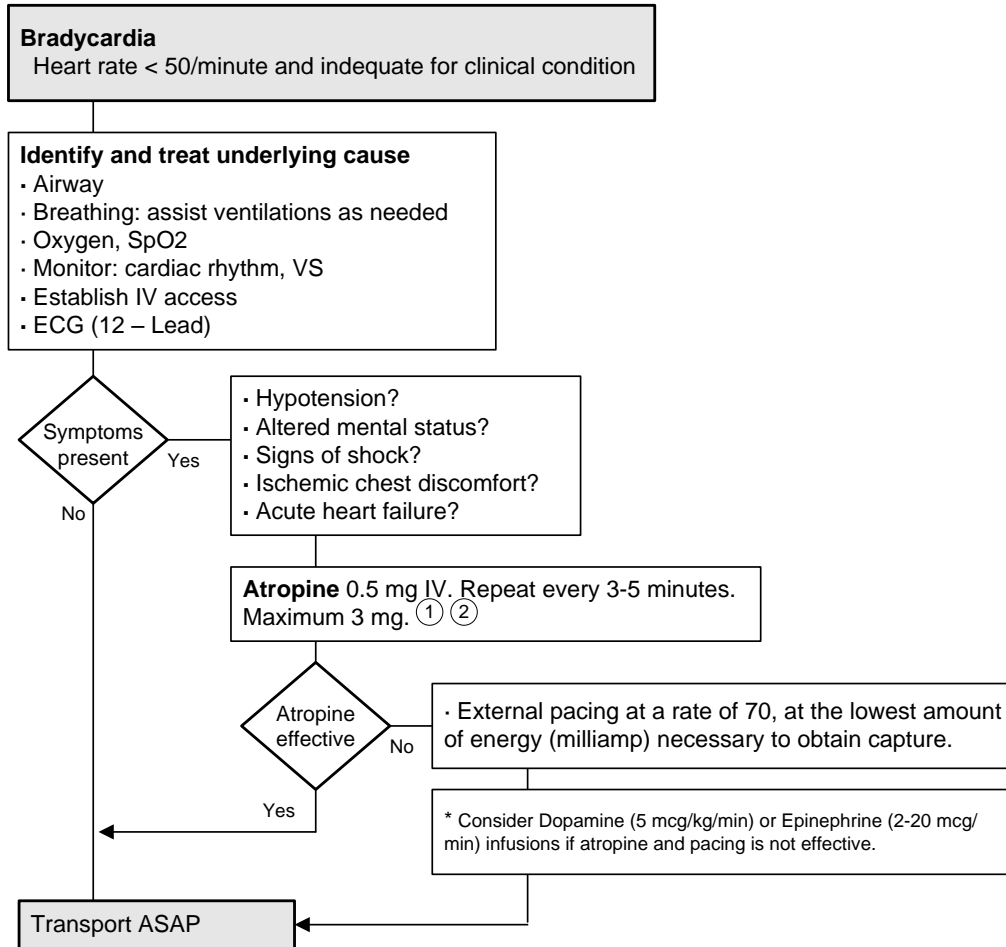 Bradycardia
Heart rate < 50/minute and indequate for clinical condition
Identify and treat underlying cause
· Airway
· Breathing: assist ventilations as needed
· Oxygen, SpO2
· Monitor: cardiac rhythm, VS
· Establish IV access
· ECG (12 – Lead)
Symptoms
present
Yes
No
· Hypotension?
· Altered mental status?
· Signs of shock?
· Ischemic chest discomfort?
· Acute heart failure?
Atropine 0.5 mg IV. Repeat every 3-5 minutes.
Maximum 3 mg. ① ②
Atropine
effective
No
Yes
· External pacing at a rate of 70, at the lowest amount
of energy (milliamp) necessary to obtain capture.
* Consider Dopamine (5 mcg/kg/min) or Epinephrine (2-20 mcg/
min) infusions if atropine and pacing is not effective.
Transport ASAP